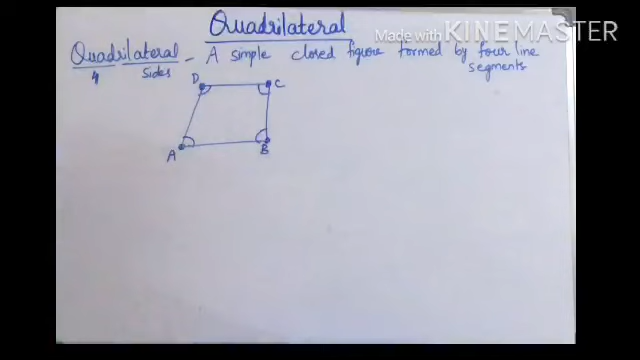 Quadrilateral
Made with KINEMASTER
Quadrilateral - A simple closed figure formed by four line
4 sides segments
D C
A B